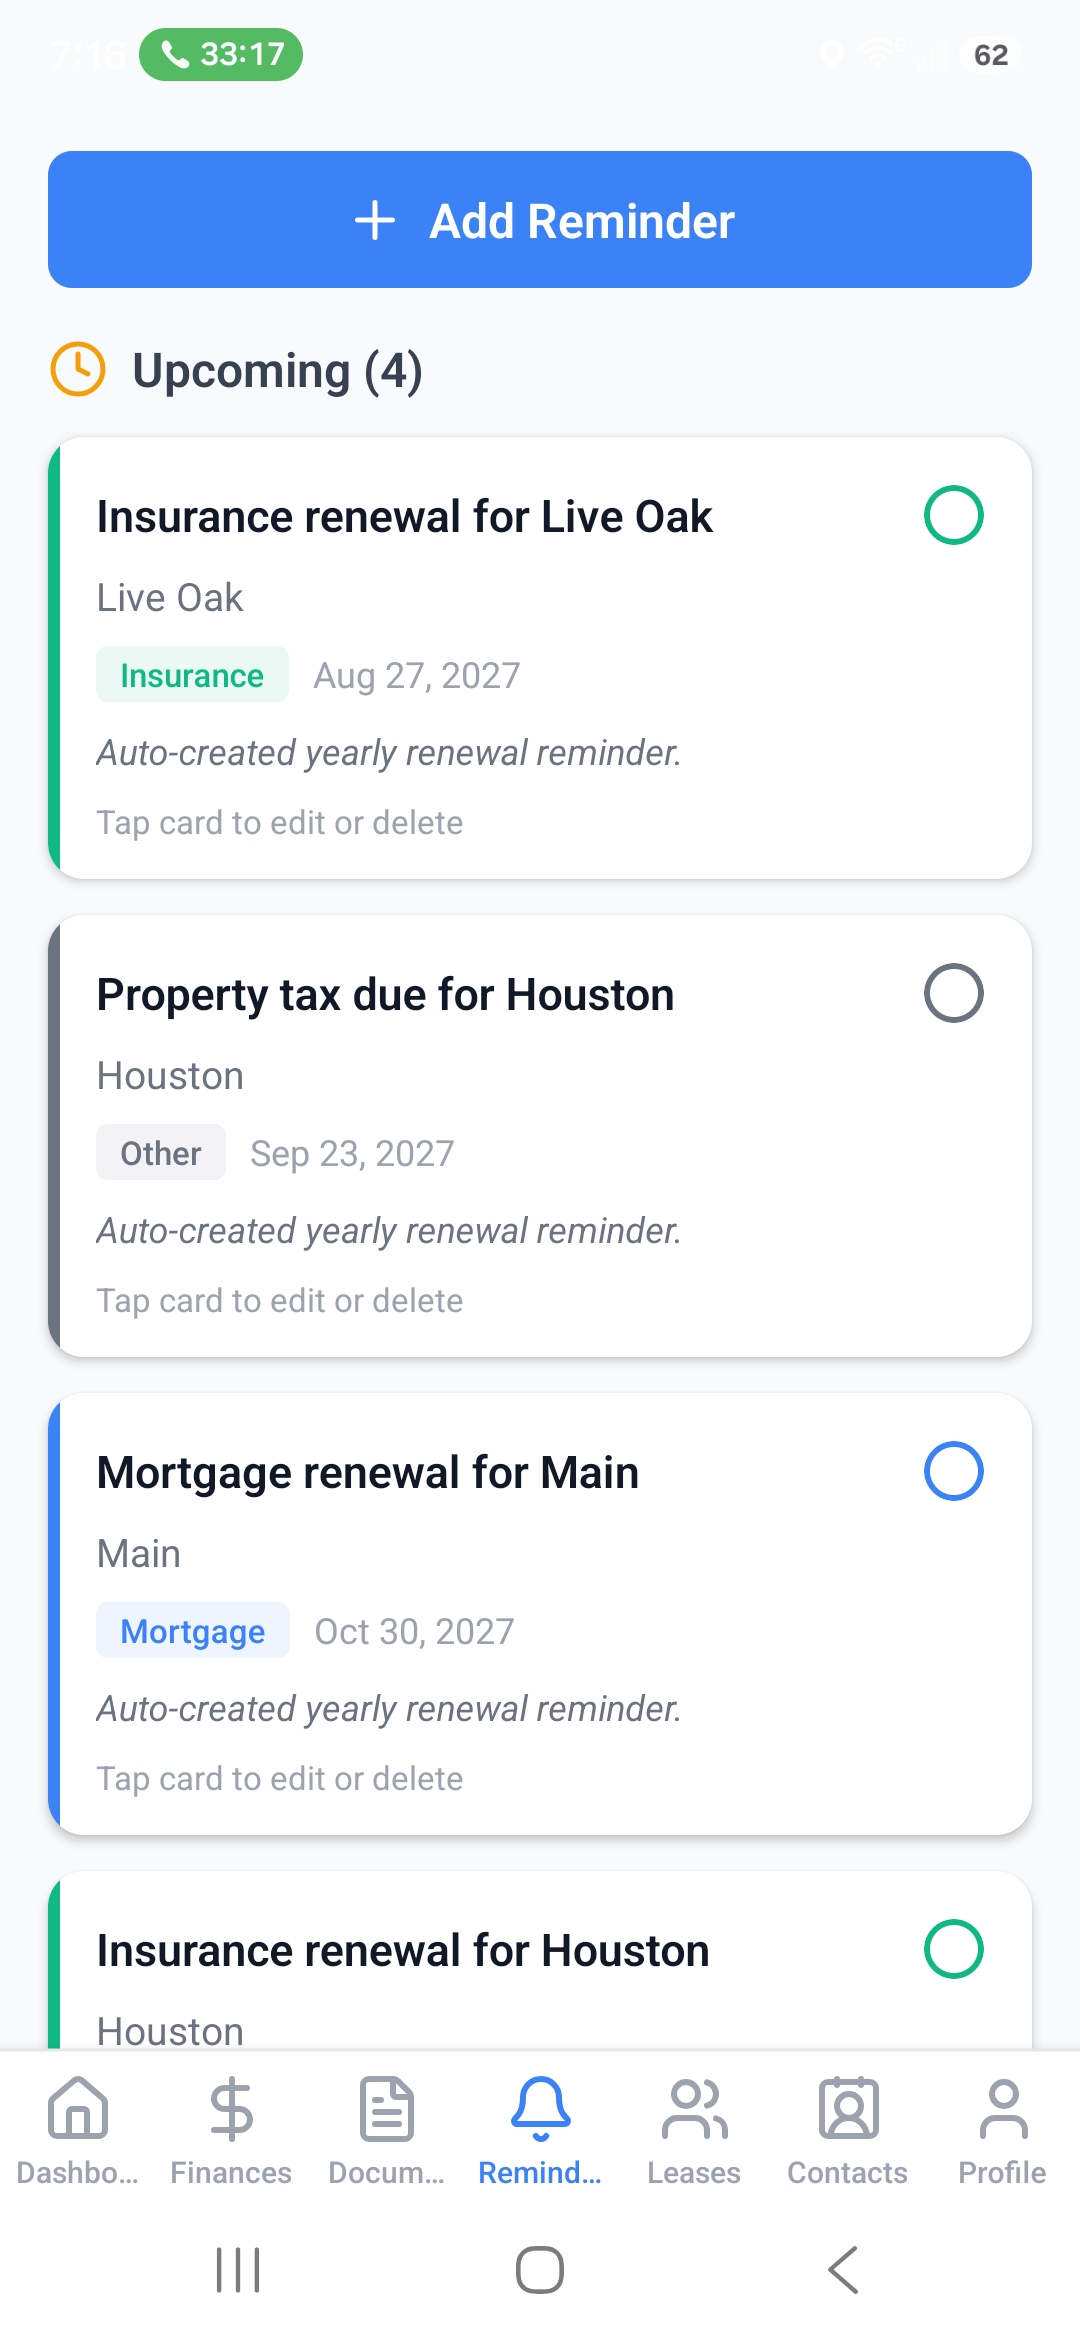 7:16 33:17 62
Add Reminder
Upcoming (4)
Insurance renewal for Live Oak
Live Oak
Insurance Aug 27, 2027
Auto-created yearly renewal reminder.
Tap card to edit or delete
Property tax due for Houston
Houston
Other Sep 23, 2027
Auto-created yearly renewal reminder.
Tap card to edit or delete
Mortgage renewal for Main
Main
Mortgage Oct 30, 2027
Auto-created yearly renewal reminder.
Tap card to edit or delete
Insurance renewal for Houston
Houston
Dashbo... Finances Docum... Remind... Leases Contacts Profile